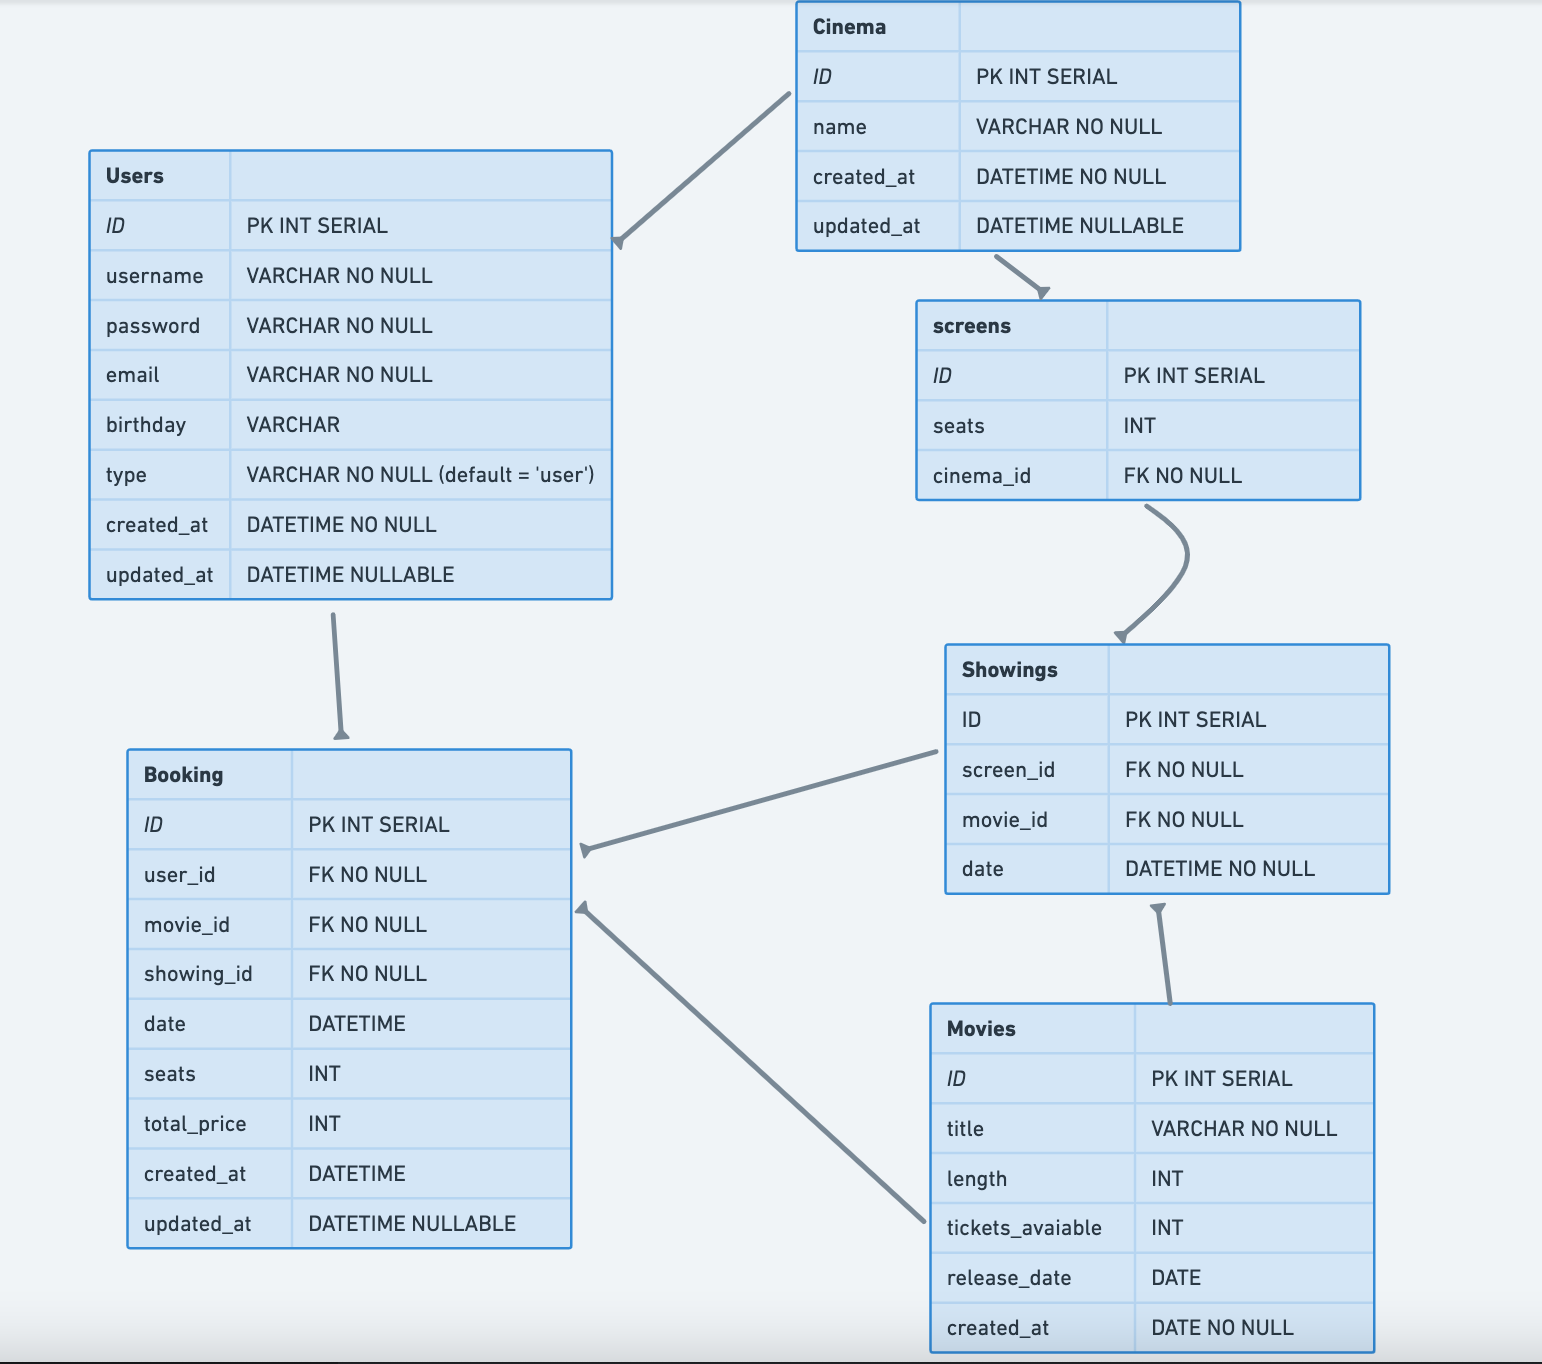 Cinema
ID PK INT SERIAL
name VARCHAR NO NULL
created_at DATETIME NO NULL
updated_at DATETIME NULLABLE
Users
ID PK INT SERIAL
username VARCHAR NO NULL
password VARCHAR NO NULL
email VARCHAR NO NULL
birthday VARCHAR
type VARCHAR NO NULL (default = 'user')
created_at DATETIME NO NULL
updated_at DATETIME NULLABLE
screens
ID PK INT SERIAL
seats INT
cinema_id FK NO NULL
Showings
ID PK INT SERIAL
screen_id FK NO NULL
movie_id FK NO NULL
date DATETIME NO NULL
Booking
ID PK INT SERIAL
user_id FK NO NULL
movie_id FK NO NULL
showing_id FK NO NULL
date DATETIME
seats INT
total_price INT
created_at DATETIME
updated_at DATETIME NULLABLE
Movies
ID PK INT SERIAL
title VARCHAR NO NULL
length INT
tickets_avaiable INT
release_date DATE
created_at DATE NO NULL